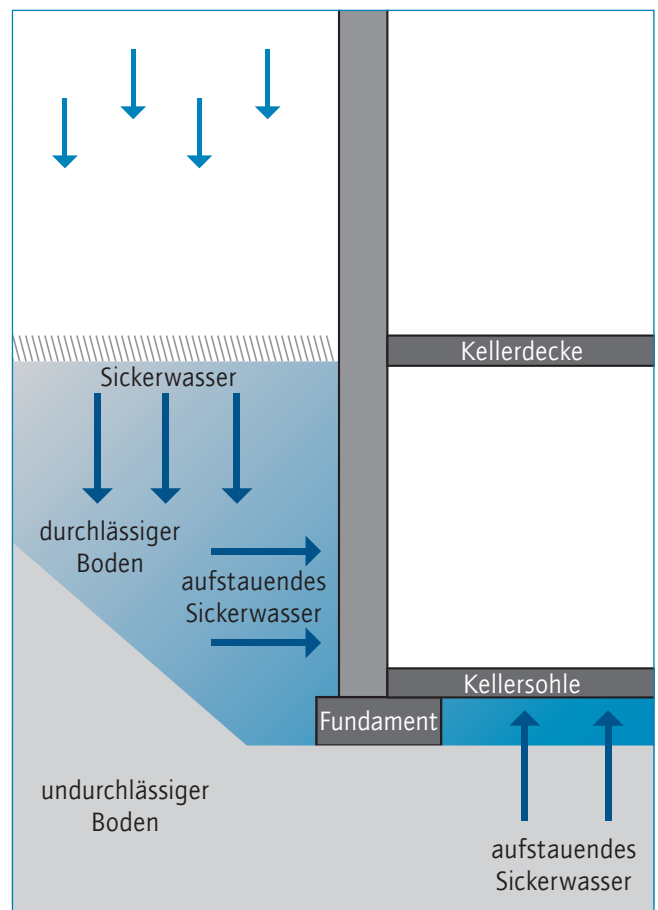 Kellerdecke
Sickerwasser
durchlässiger
Boden
aufstauendes
Sickerwasser
Kellersohle
Fundament
undurchlässiger
Boden
aufstauendes
Sickerwasser